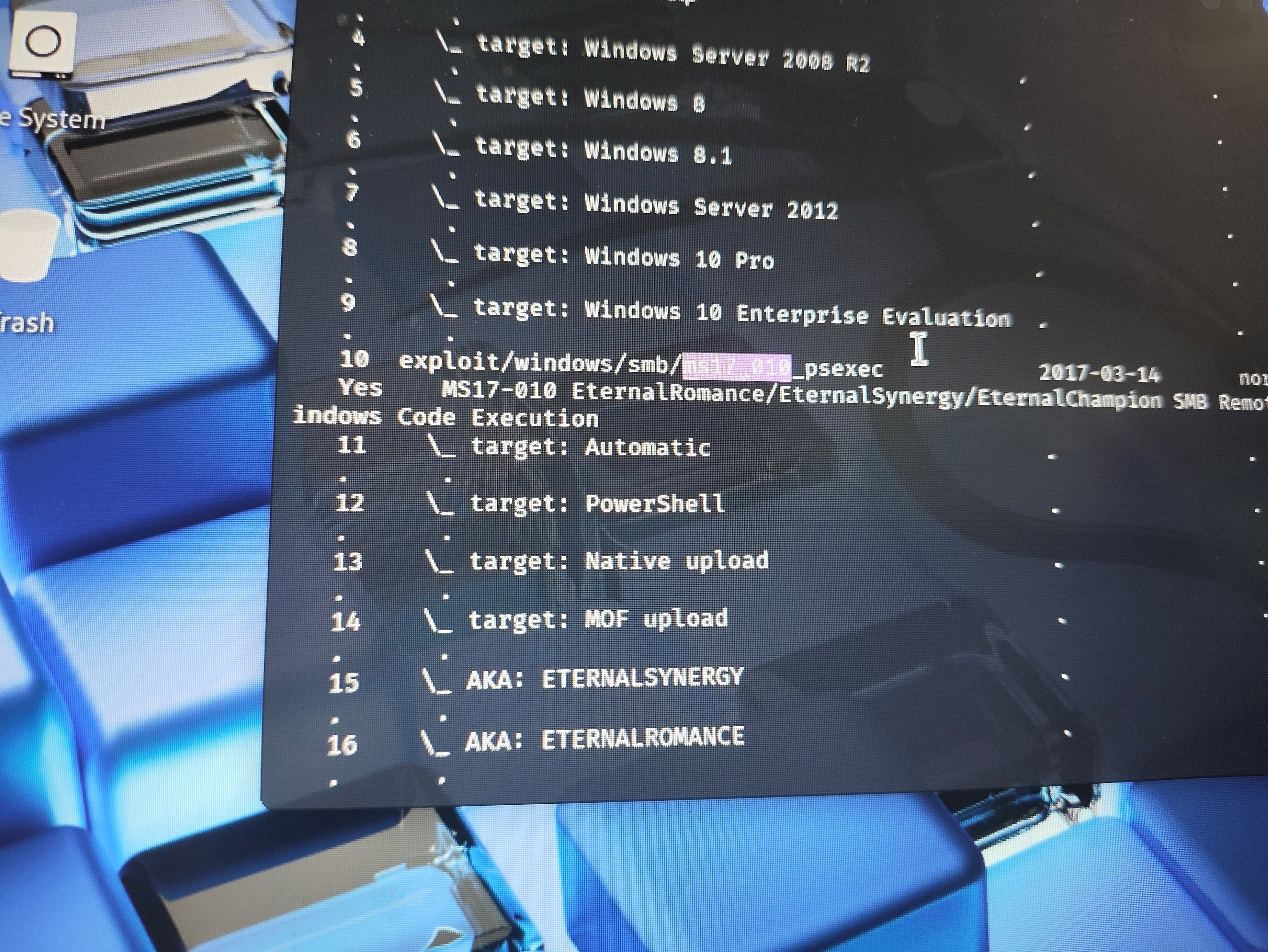 e System
rash
4 \_ target: Windows Server 2008 R2 .
. .
5 \_ target: Windows 8 . .
. .
6 \_ target: Windows 8.1 . .
. .
7 \_ target: Windows Server 2012 . .
. .
8 \_ target: Windows 10 Pro . .
. .
9 \_ target: Windows 10 Enterprise Evaluation . .
. .
10 exploit/windows/smb/ms17_010_psexec 2017-03-14 nor
Yes MS17-010 EternalRomance/EternalSynergy/EternalChampion SMB Remot
indows Code Execution
11 \_ target: Automatic . .
. .
12 \_ target: PowerShell . .
. .
13 \_ target: Native upload . .
. .
14 \_ target: MOF upload . .
. .
15 \_ AKA: ETERNALSYNERGY .
. .
16 \_ AKA: ETERNALROMANCE .
. .